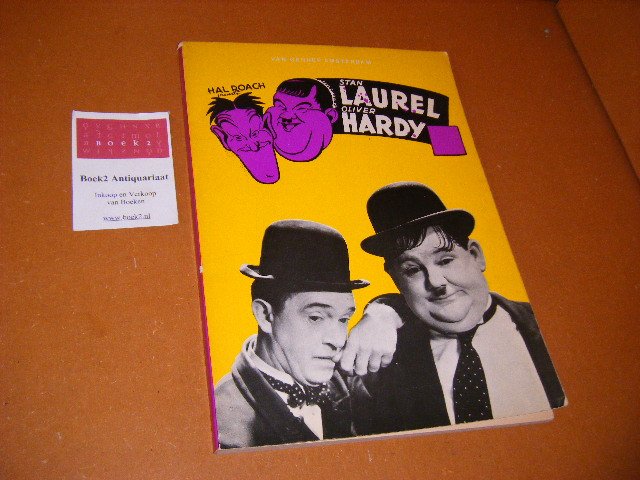 VAN GENNEP AMSTERDAM
HAL ROACH
presents
STAN
LAUREL
OLIVER
HARDY
BOEK2
Boek2 Antiquariaat
Inkoop en Verkoop
van Boeken
www.boek2.nl